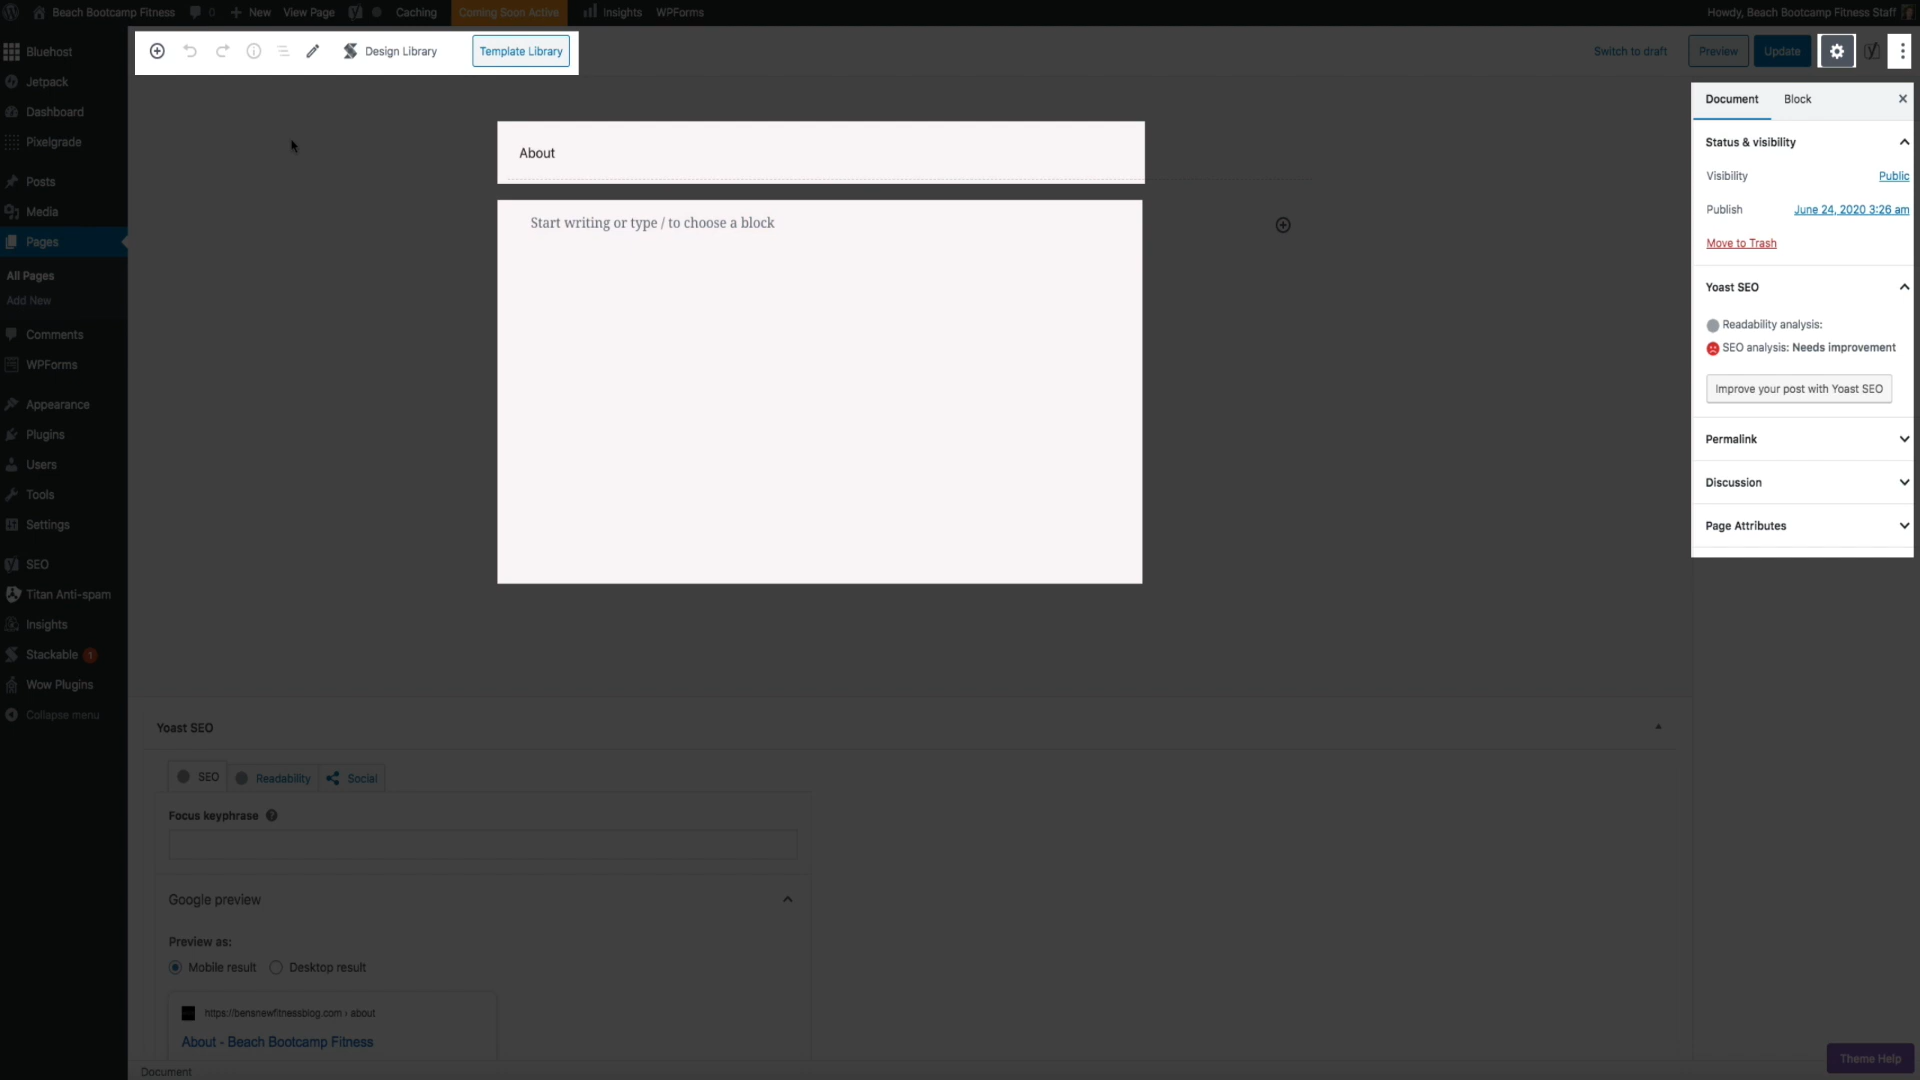 Beach Bootcamp Fitness 0 New View Page Caching Coming Soon Active Insights WPForms Howdy, Beach Bootcamp Fitness Staff
Design Library Template Library Switch to draft Preview Update
Bluehost
Jetpack
Dashboard
Pixelgrade
Posts
Media
Pages
All Pages
Add New
Comments
WPForms
Appearance
Plugins
Users
Tools
Settings
SEO
Titan Anti-spam
Insights
Stackable 1
Wow Plugins
Collapse menu
About
Start writing or type / to choose a block
Document Block
Status & visibility
Visibility Public
Publish June 24, 2020 3:26 am
Move to Trash
Yoast SEO
Readability analysis:
SEO analysis: Needs improvement
Improve your post with Yoast SEO
Permalink
Discussion
Page Attributes
Yoast SEO
SEO Readability Social
Focus keyphrase
Google preview
Preview as:
Mobile result Desktop result
https://bensnewfitnessblog.com › about
About - Beach Bootcamp Fitness
Document
Theme Help